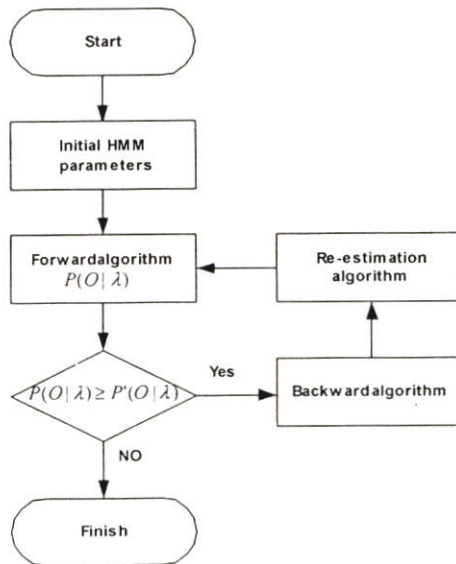 Start
Initial HMM
parameters
Forwardalgorithm
P(O | λ)
Re-estimation
algorithm
P(O | λ) ≥ P'(O | λ)
Yes
Backwardalgorithm
NO
Finish